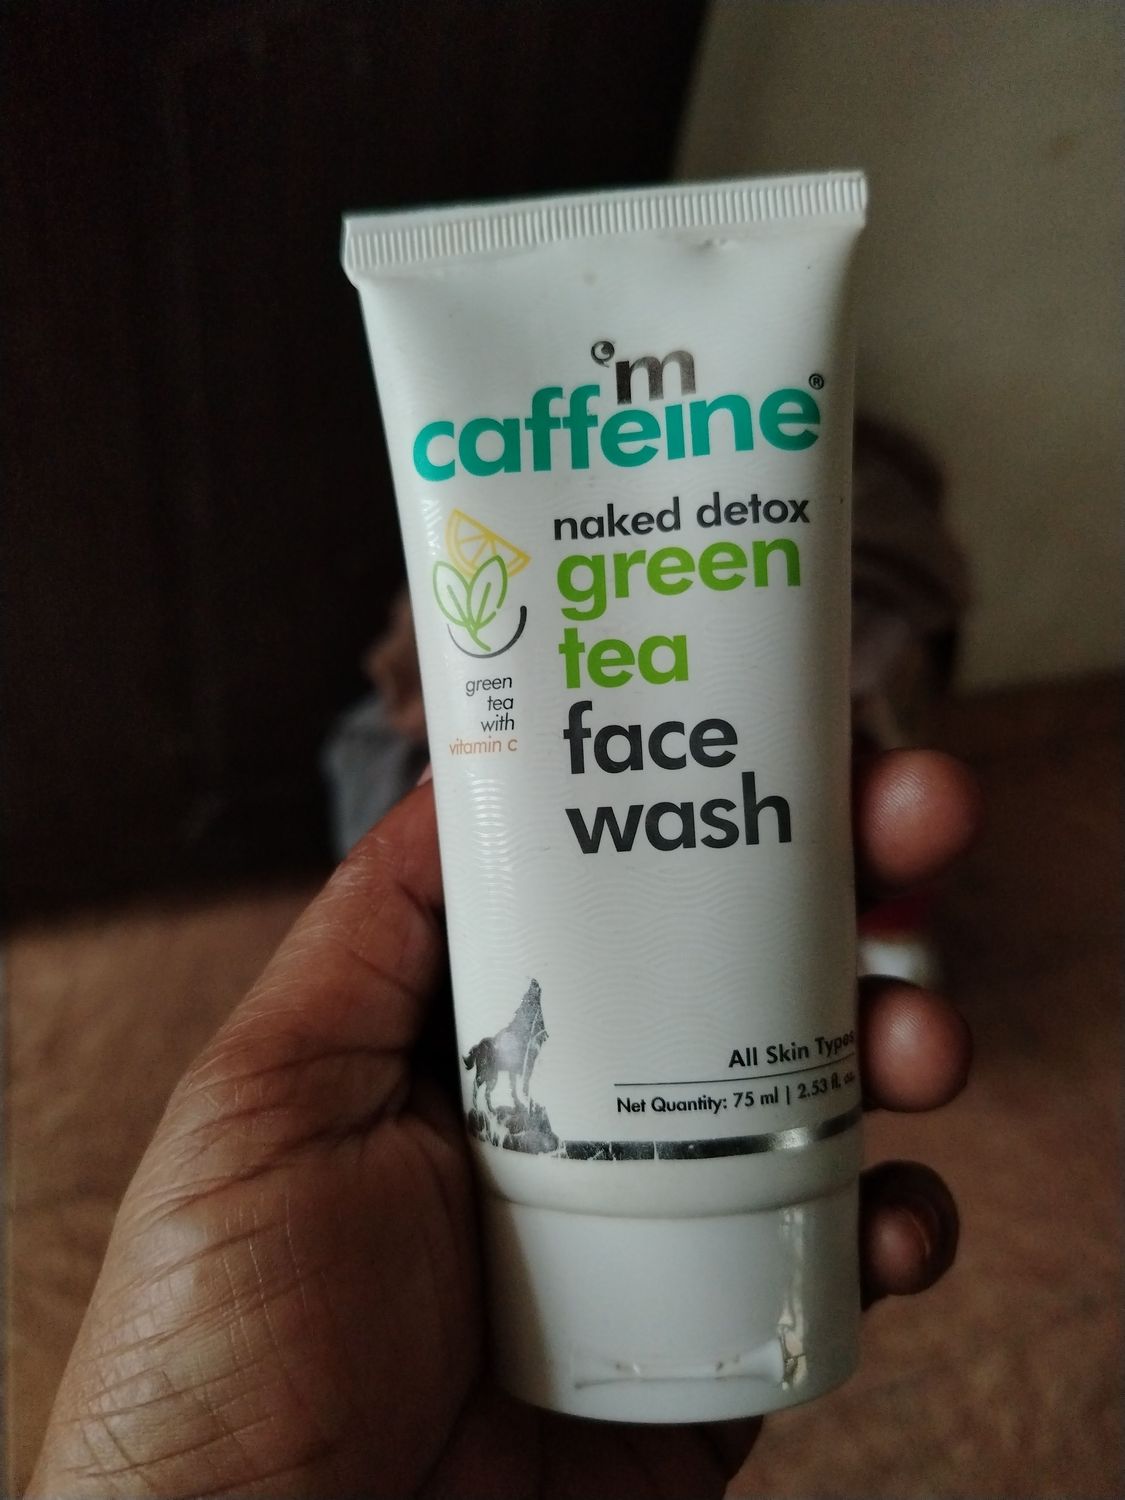 'm
caffeine®
naked detox
green
tea
face
wash
green
tea
with
vitamin c
All Skin Types
Net Quantity: 75 ml | 2.53 fl. oz.